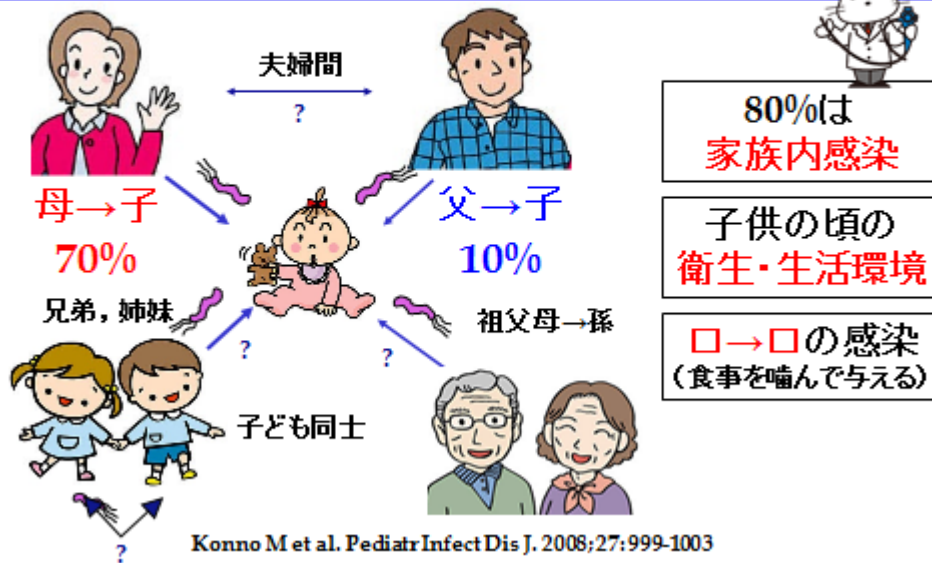 夫婦間
?
母→子
70%
父→子
10%
兄弟，姉妹
?
祖父母→孫
?
子ども同士
?
80%は
家族内感染
子供の頃の
衛生・生活環境
口→口の感染
（食事を噛んで与える）
Konno M et al. Pediatr Infect Dis J. 2008;27:999-1003